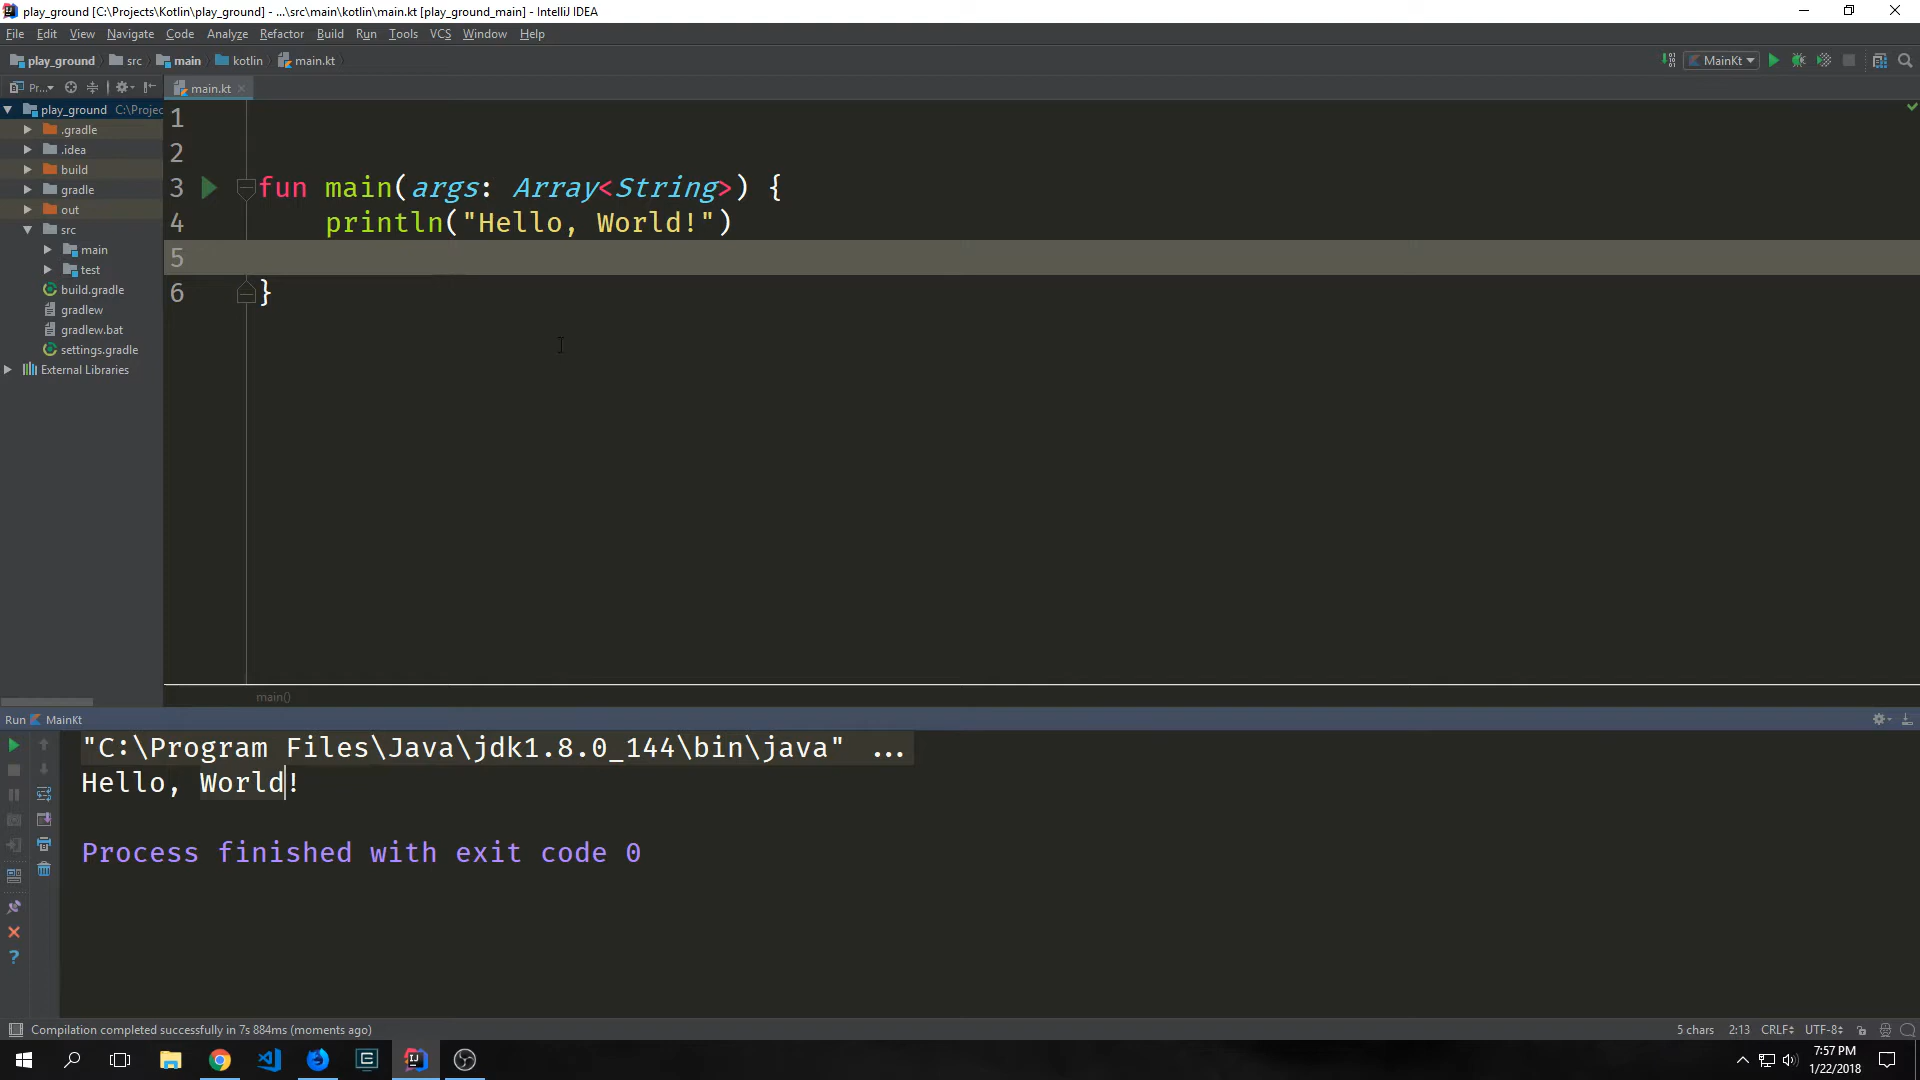 play_ground [C:\Projects\Kotlin\play_ground] - ...\src\main\kotlin\main.kt [play_ground_main] - IntelliJ IDEA
File Edit View Navigate Code Analyze Refactor Build Run Tools VCS Window Help
play_ground src main kotlin main.kt MainKt
Pr... main.kt
play_ground C:\Projec
.gradle
.idea
build
gradle
out
src
main
test
build.gradle
gradlew
gradlew.bat
settings.gradle
External Libraries
1
2
3 fun main(args: Array<String>) {
4 println("Hello, World!")
5
6 }
main()
Run MainKt
"C:\Program Files\Java\jdk1.8.0_144\bin\java" ...
Hello, World!
Process finished with exit code 0
Compilation completed successfully in 7s 884ms (moments ago) 5 chars 2:13 CRLF UTF-8
7:57 PM
1/22/2018